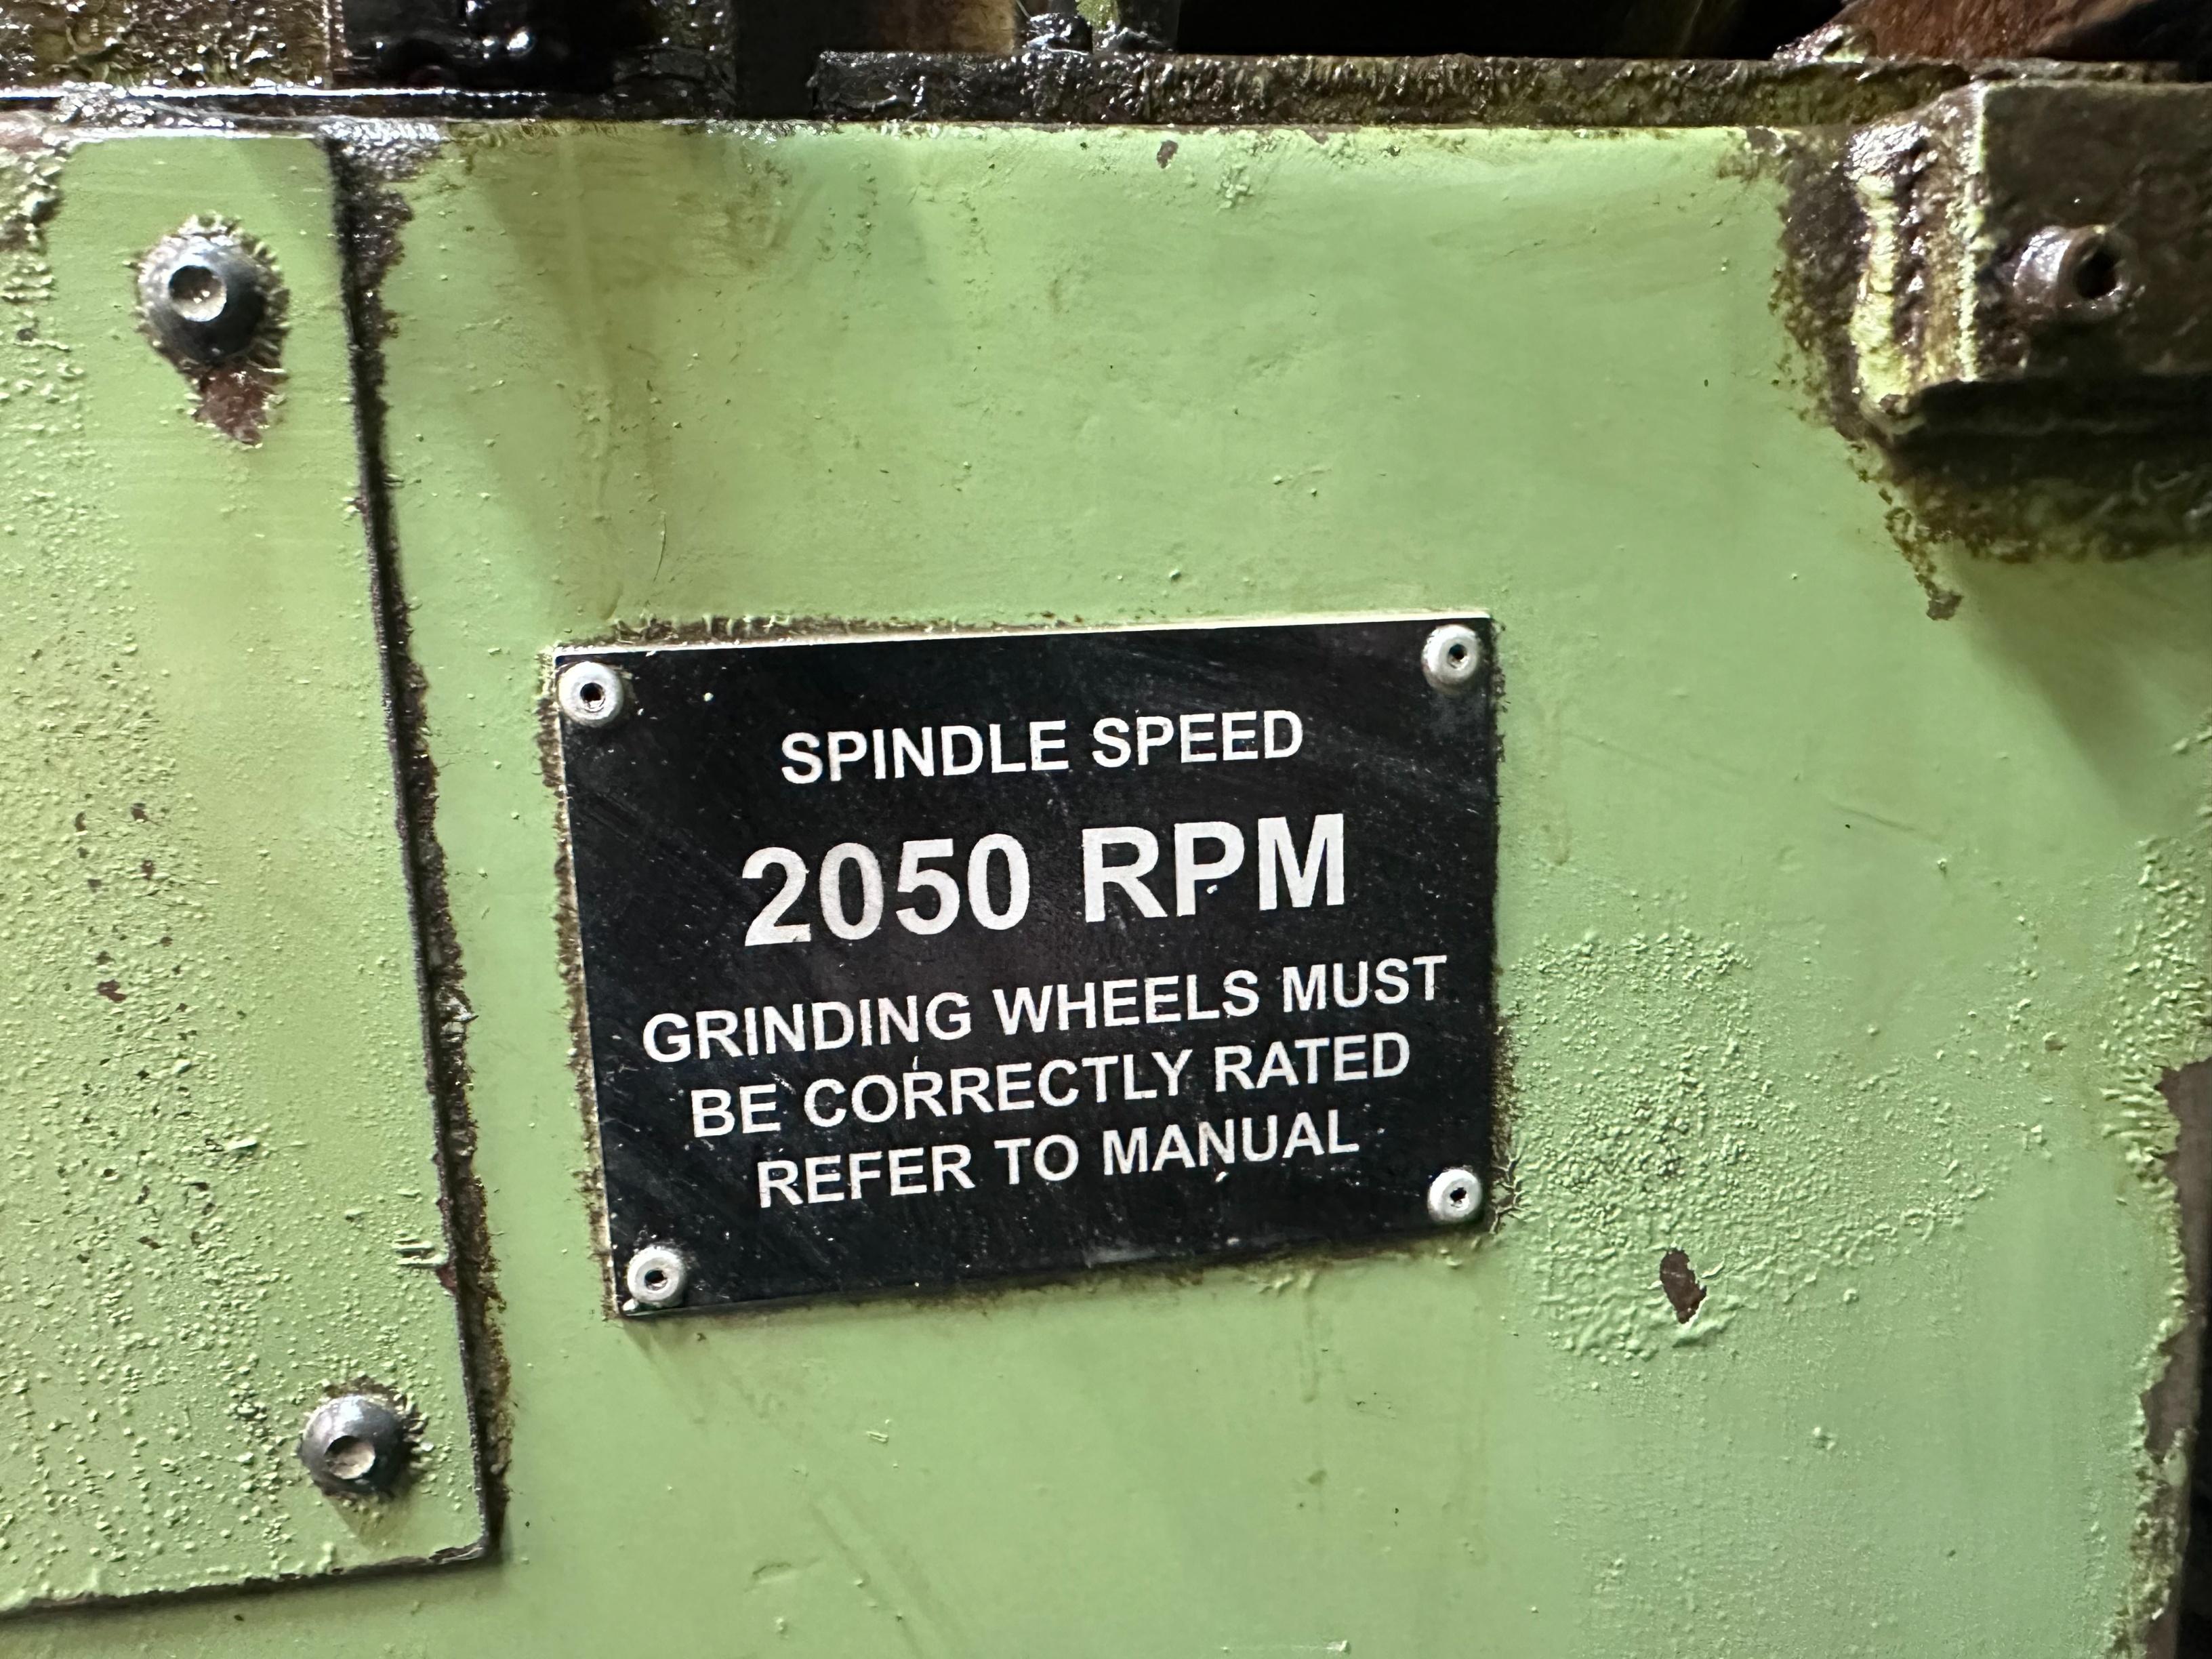 SPINDLE SPEED
2050 RPM
GRINDING WHEELS MUST
BE CORRECTLY RATED
REFER TO MANUAL